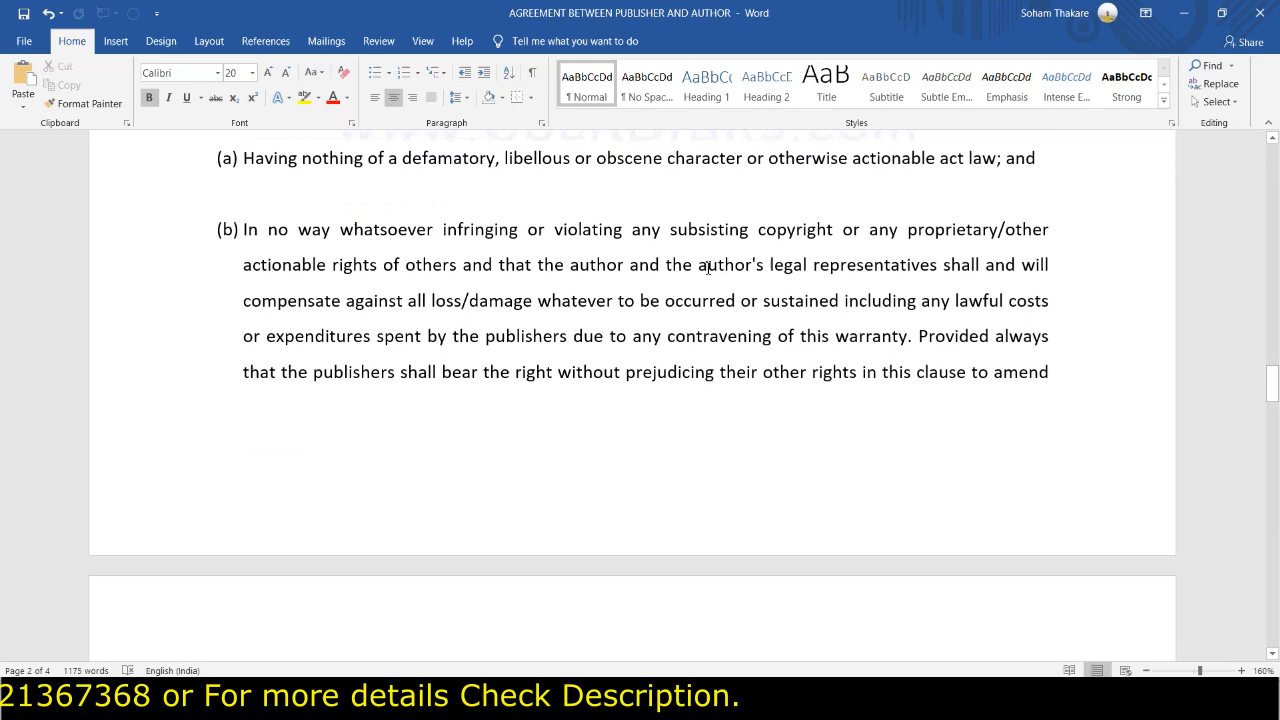 AGREEMENT BETWEEN PUBLISHER AND AUTHOR - Word
Soham Thakare
File Home Insert Design Layout References Mailings Review View Help Tell me what you want to do
Share
Paste
Cut
Copy
Format Painter
Calibri 20
AaBbCcDd AaBbCcDd AaBbCc AaBbCcE AaB AaBbCcD AaBbCcDd AaBbCcDd AaBbCcDd AaBbCcDc
¶ Normal ¶ No Spac... Heading 1 Heading 2 Title Subtitle Subtle Em... Emphasis Intense E... Strong
Find
Replace
Select
Clipboard Font Paragraph Styles Editing
(a) Having nothing of a defamatory, libellous or obscene character or otherwise actionable act law; and
(b) In no way whatsoever infringing or violating any subsisting copyright or any proprietary/other
actionable rights of others and that the author and the author's legal representatives shall and will
compensate against all loss/damage whatever to be occurred or sustained including any lawful costs
or expenditures spent by the publishers due to any contravening of this warranty. Provided always
that the publishers shall bear the right without prejudicing their other rights in this clause to amend
Page 2 of 4 1175 words English (India) 160%
21367368 or For more details Check Description.